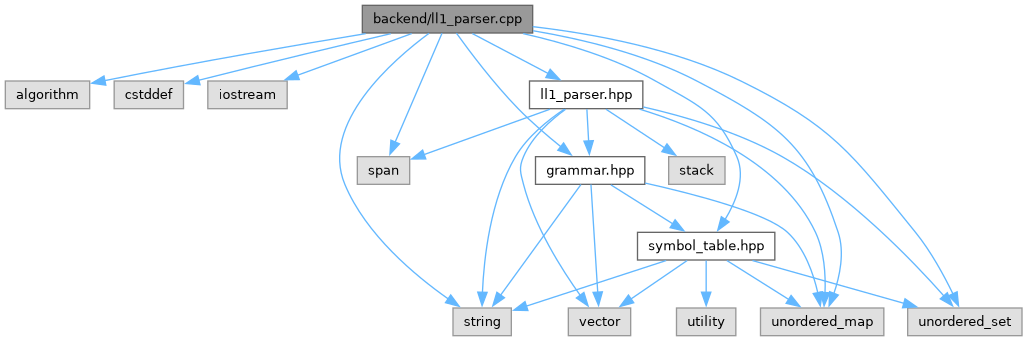 backend/ll1_parser.cpp
algorithm
cstddef
iostream
ll1_parser.hpp
span
grammar.hpp
stack
symbol_table.hpp
string
vector
utility
unordered_map
unordered_set